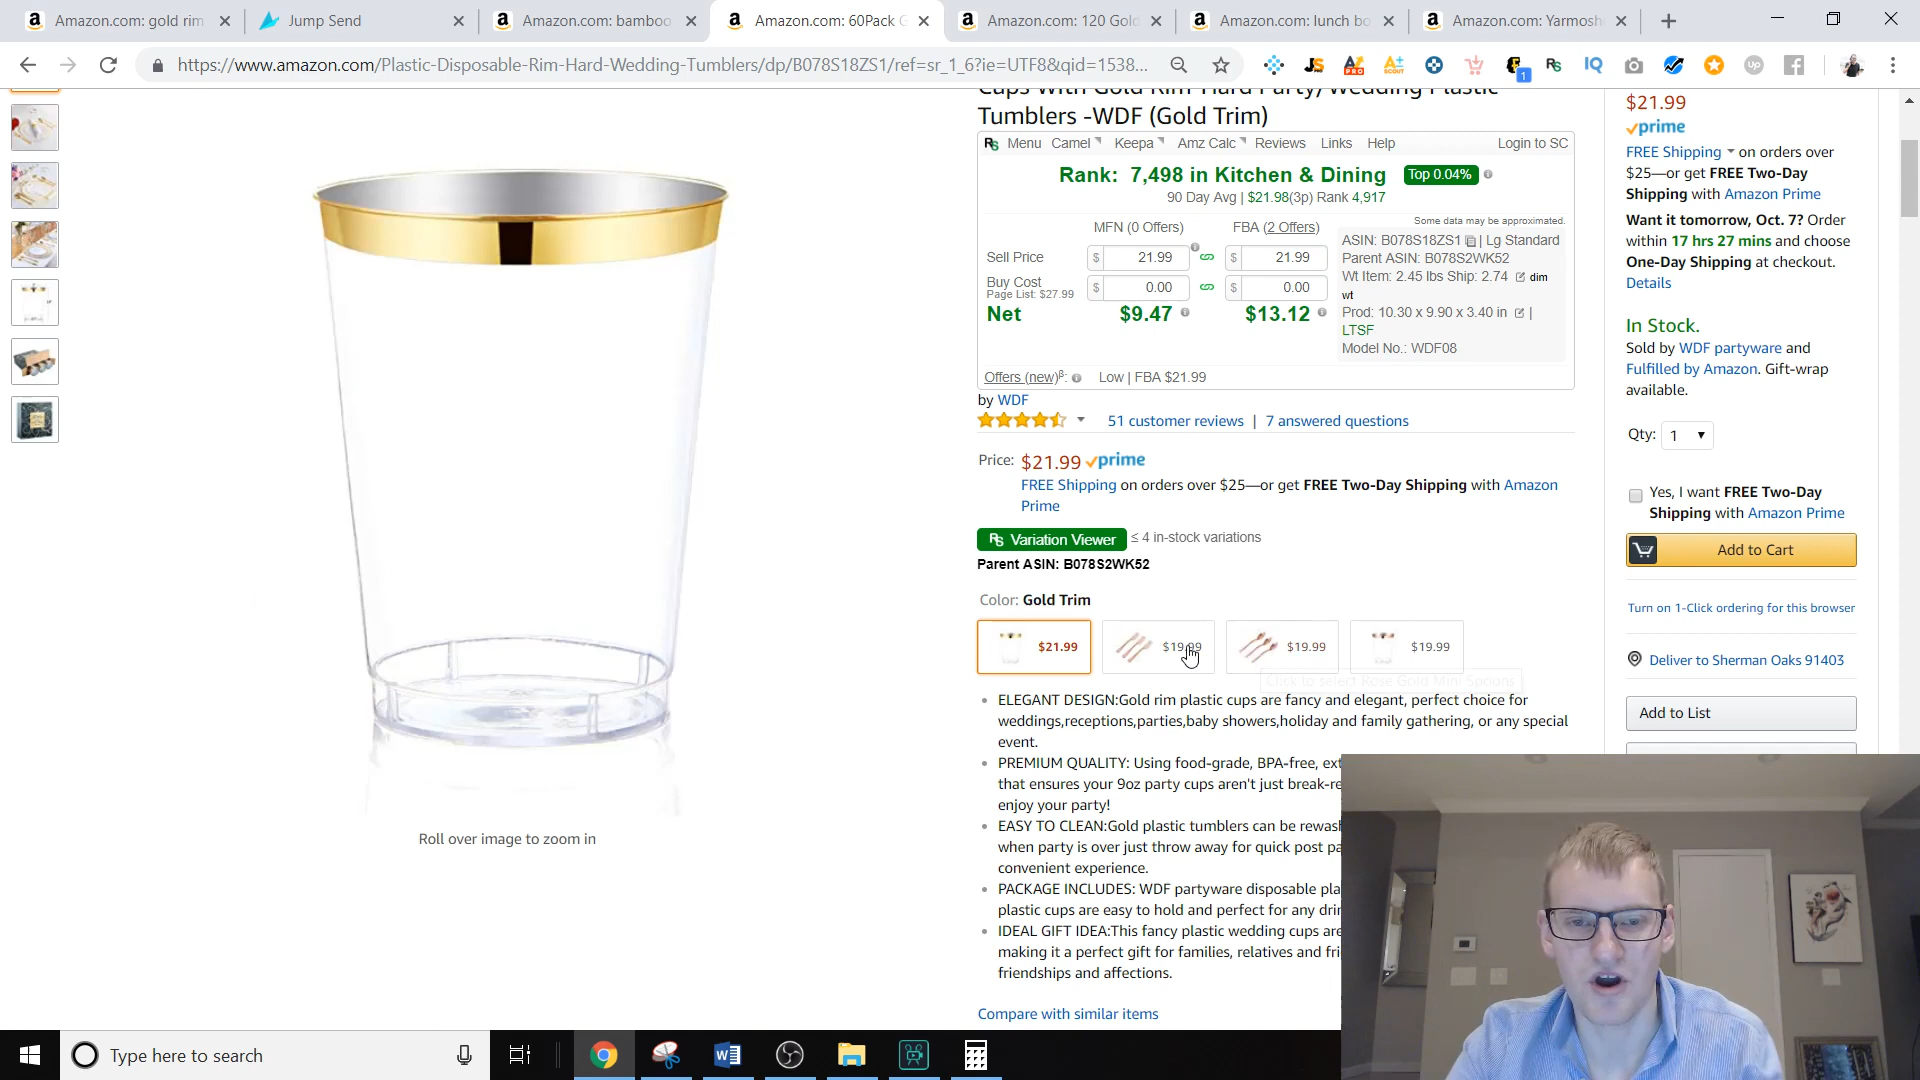 Amazon.com: gold rim
Jump Send
Amazon.com: bamboo
Amazon.com: 60Pack G
Amazon.com: 120 Gold
Amazon.com: lunch bo
Amazon.com: Yarmosh
https://www.amazon.com/Plastic-Disposable-Rim-Hard-Wedding-Tumblers/dp/B078S18ZS1/ref=sr_1_6?ie=UTF8&qid=1538...
Cups With Gold Rim Hard Party/Wedding Plastic
Tumblers -WDF (Gold Trim)
RS Menu Camel Keepa Amz Calc Reviews Links Help Login to SC
Rank: 7,498 in Kitchen & Dining Top 0.04%
90 Day Avg | $21.98(3p) Rank 4,917
Some data may be approximated.
MFN (0 Offers) FBA (2 Offers)
Sell Price $ 21.99 $ 21.99
Buy Cost $ 0.00 $ 0.00
Page List: $27.99
Net $9.47 $13.12
ASIN: B078S18ZS1 | Lg Standard
Parent ASIN: B078S2WK52
Wt Item: 2.45 lbs Ship: 2.74 dim
wt
Prod: 10.30 x 9.90 x 3.40 in |
LTSF
Model No.: WDF08
Offers (new)β: Low | FBA $21.99
by WDF
51 customer reviews | 7 answered questions
Price: $21.99 prime
FREE Shipping on orders over $25—or get FREE Two-Day Shipping with Amazon
Prime
RS Variation Viewer ≤ 4 in-stock variations
Parent ASIN: B078S2WK52
Color: Gold Trim
$21.99 $19.99 $19.99 $19.99
Click to select Rose Gold Mini Spoons
ELEGANT DESIGN:Gold rim plastic cups are fancy and elegant, perfect choice for
weddings,receptions,parties,baby showers,holiday and family gathering, or any special
event.
PREMIUM QUALITY: Using food-grade, BPA-free, ext
that ensures your 9oz party cups aren't just break-re
enjoy your party!
EASY TO CLEAN:Gold plastic tumblers can be rewash
when party is over just throw away for quick post pa
convenient experience.
PACKAGE INCLUDES: WDF partyware disposable pla
plastic cups are easy to hold and perfect for any drin
IDEAL GIFT IDEA:This fancy plastic wedding cups are
making it a perfect gift for families, relatives and fri
friendships and affections.
Compare with similar items
Roll over image to zoom in
$21.99
prime
FREE Shipping on orders over
$25—or get FREE Two-Day
Shipping with Amazon Prime
Want it tomorrow, Oct. 7? Order
within 17 hrs 27 mins and choose
One-Day Shipping at checkout.
Details
In Stock.
Sold by WDF partyware and
Fulfilled by Amazon. Gift-wrap
available.
Qty: 1
Yes, I want FREE Two-Day
Shipping with Amazon Prime
Add to Cart
Turn on 1-Click ordering for this browser
Deliver to Sherman Oaks 91403
Add to List
Type here to search